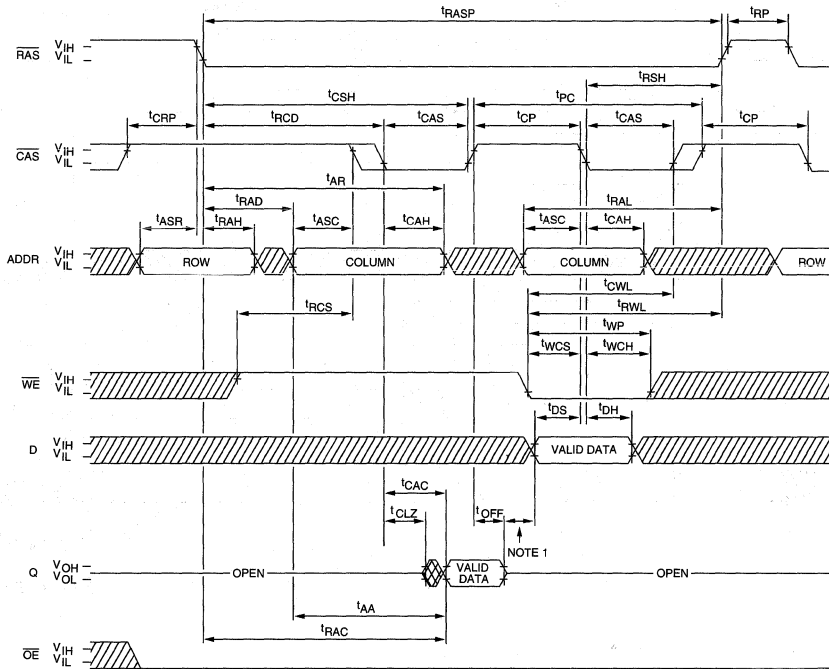 tRASP
tRP
RAS VIH VIL
tRSH
tCSH
tPC
tCRP
tRCD
tCAS
tCP
tCAS
tCP
CAS VIH VIL
tAR
tRAD
tRAL
tASR
tRAH
tASC
tCAH
tASC
tCAH
ADDR VIH VIL ROW COLUMN COLUMN ROW
tCWL
tRCS
tRWL
tWP
tWCS
tWCH
WE VIH VIL
tDS
tDH
D VIH VIL VALID DATA
tCAC
tCLZ
tOFF
NOTE 1
Q VOH VOL OPEN VALID DATA OPEN
tAA
tRAC
OE VIH VIL